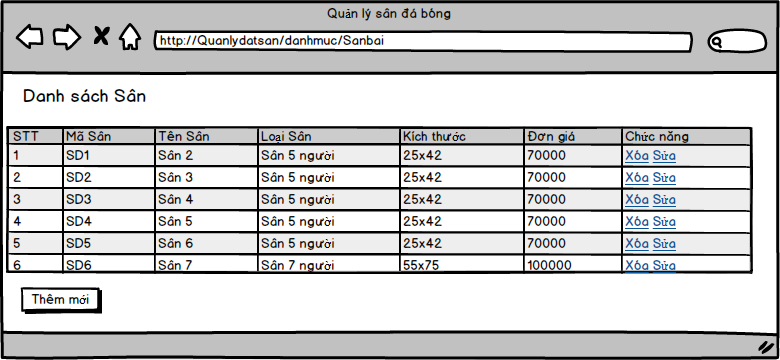 Quản lý sân đá bóng
http://Quanlydatsan/danhmuc/Sanbai
Danh sách Sân
STT Mã Sân Tên Sân Loại Sân Kích thước Đơn giá Chức năng
1 SD1 Sân 2 Sân 5 người 25x42 70000 Xóa Sửa
2 SD2 Sân 3 Sân 5 người 25x42 70000 Xóa Sửa
3 SD3 Sân 4 Sân 5 người 25x42 70000 Xóa Sửa
4 SD4 Sân 5 Sân 5 người 25x42 70000 Xóa Sửa
5 SD5 Sân 6 Sân 5 người 25x42 70000 Xóa Sửa
6 SD6 Sân 7 Sân 7 người 55x75 100000 Xóa Sửa
Thêm mới